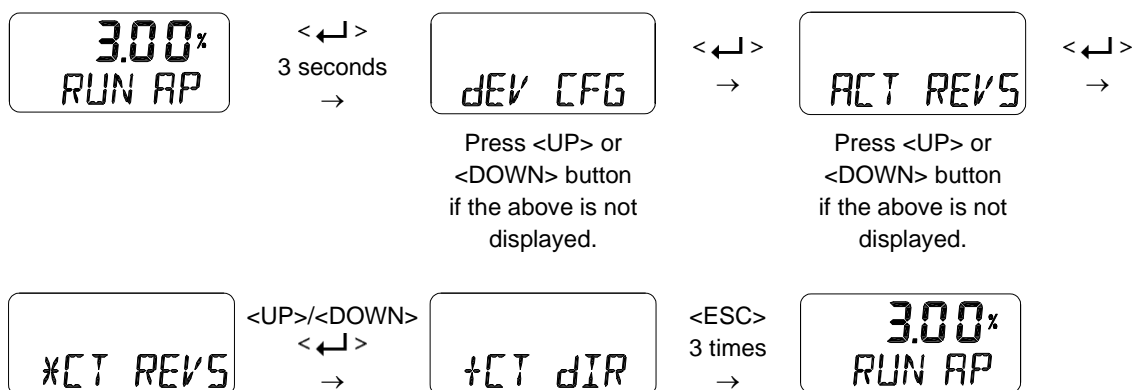 3.00%
RUN AP
< ↵ >
3 seconds
→
dEV CFG
Press <UP> or
<DOWN> button
if the above is not
displayed.
< ↵ >
→
ACT REVS
Press <UP> or
<DOWN> button
if the above is not
displayed.
< ↵ >
→
*CT REVS
<UP>/<DOWN>
< ↵ >
→
+CT dIR
<ESC>
3 times
→
3.00%
RUN AP